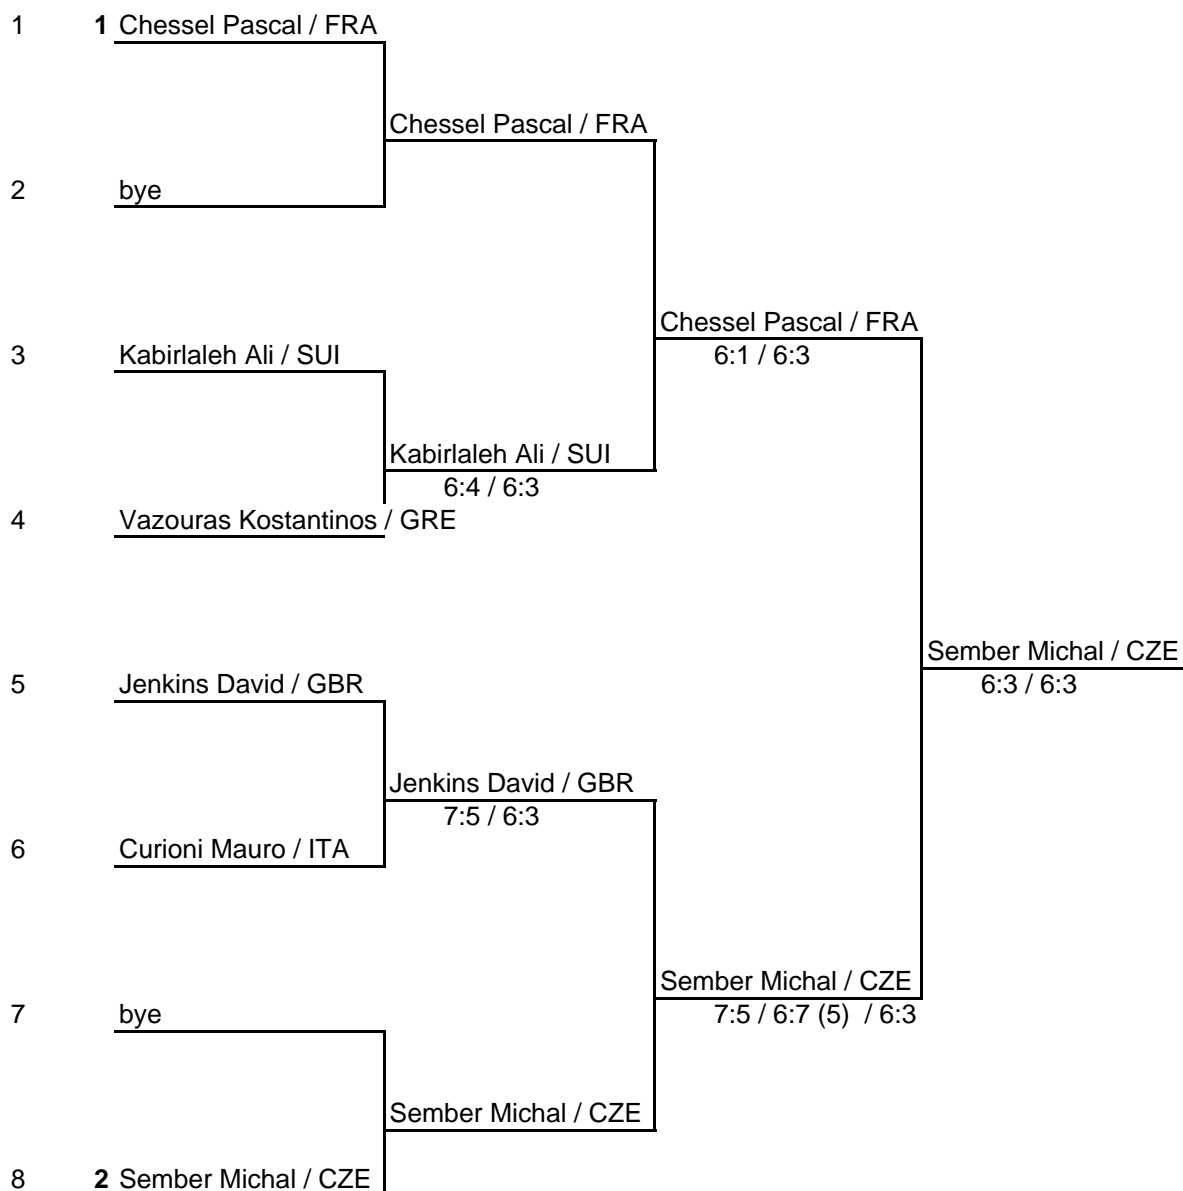 1 1 Chessel Pascal / FRA
Chessel Pascal / FRA
2 bye
Chessel Pascal / FRA
3 Kabirlaleh Ali / SUI 6:1 / 6:3
Kabirlaleh Ali / SUI
6:4 / 6:3
4 Vazouras Kostantinos / GRE
Sember Michal / CZE
5 Jenkins David / GBR 6:3 / 6:3
Jenkins David / GBR
7:5 / 6:3
6 Curioni Mauro / ITA
Sember Michal / CZE
7 bye 7:5 / 6:7 (5) / 6:3
Sember Michal / CZE
8 2 Sember Michal / CZE